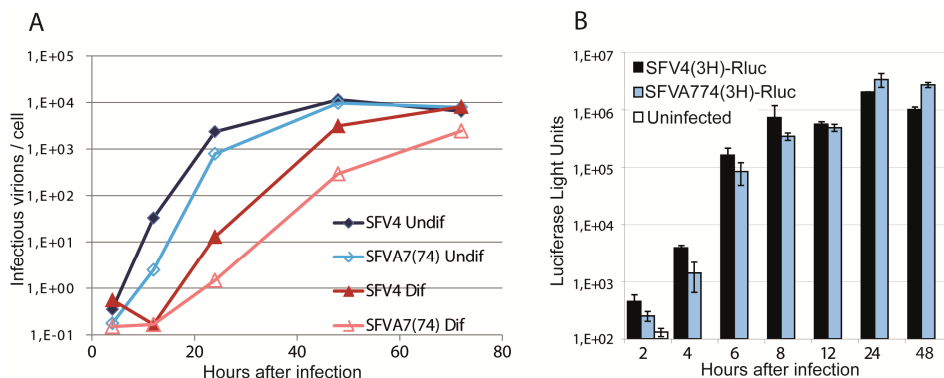 A
Infectious virions / cell
1,E+05
1,E+04
1,E+03
1,E+02
1,E+01
1,E+00
1,E-01
0
20
40
60
80
Hours after infection
SFV4 Undif
SFVA7(74) Undif
SFV4 Dif
SFVA7(74) Dif
B
Luciferase Light Units
1,E+07
1,E+06
1,E+05
1,E+04
1,E+03
1,E+02
SFV4(3H)-Rluc
SFVA774(3H)-Rluc
Uninfected
2
4
6
8
12
24
48
Hours after infection